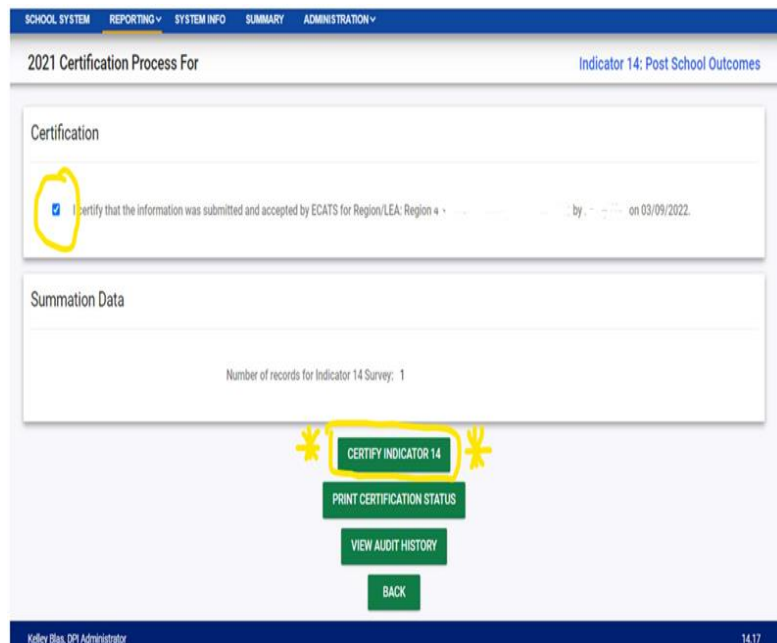 SCHOOL SYSTEM REPORTING SYSTEM INFO SUMMARY ADMINISTRATION
2021 Certification Process For Indicator 14: Post School Outcomes
Certification
I certify that the information was submitted and accepted by ECATS for Region/LEA: Region by on 03/09/2022.
Summation Data
Number of records for Indicator 14 Survey: 1
CERTIFY INDICATOR 14
PRINT CERTIFICATION STATUS
VIEW AUDIT HISTORY
BACK
Kelley Blas, DPI Administrator 14.17